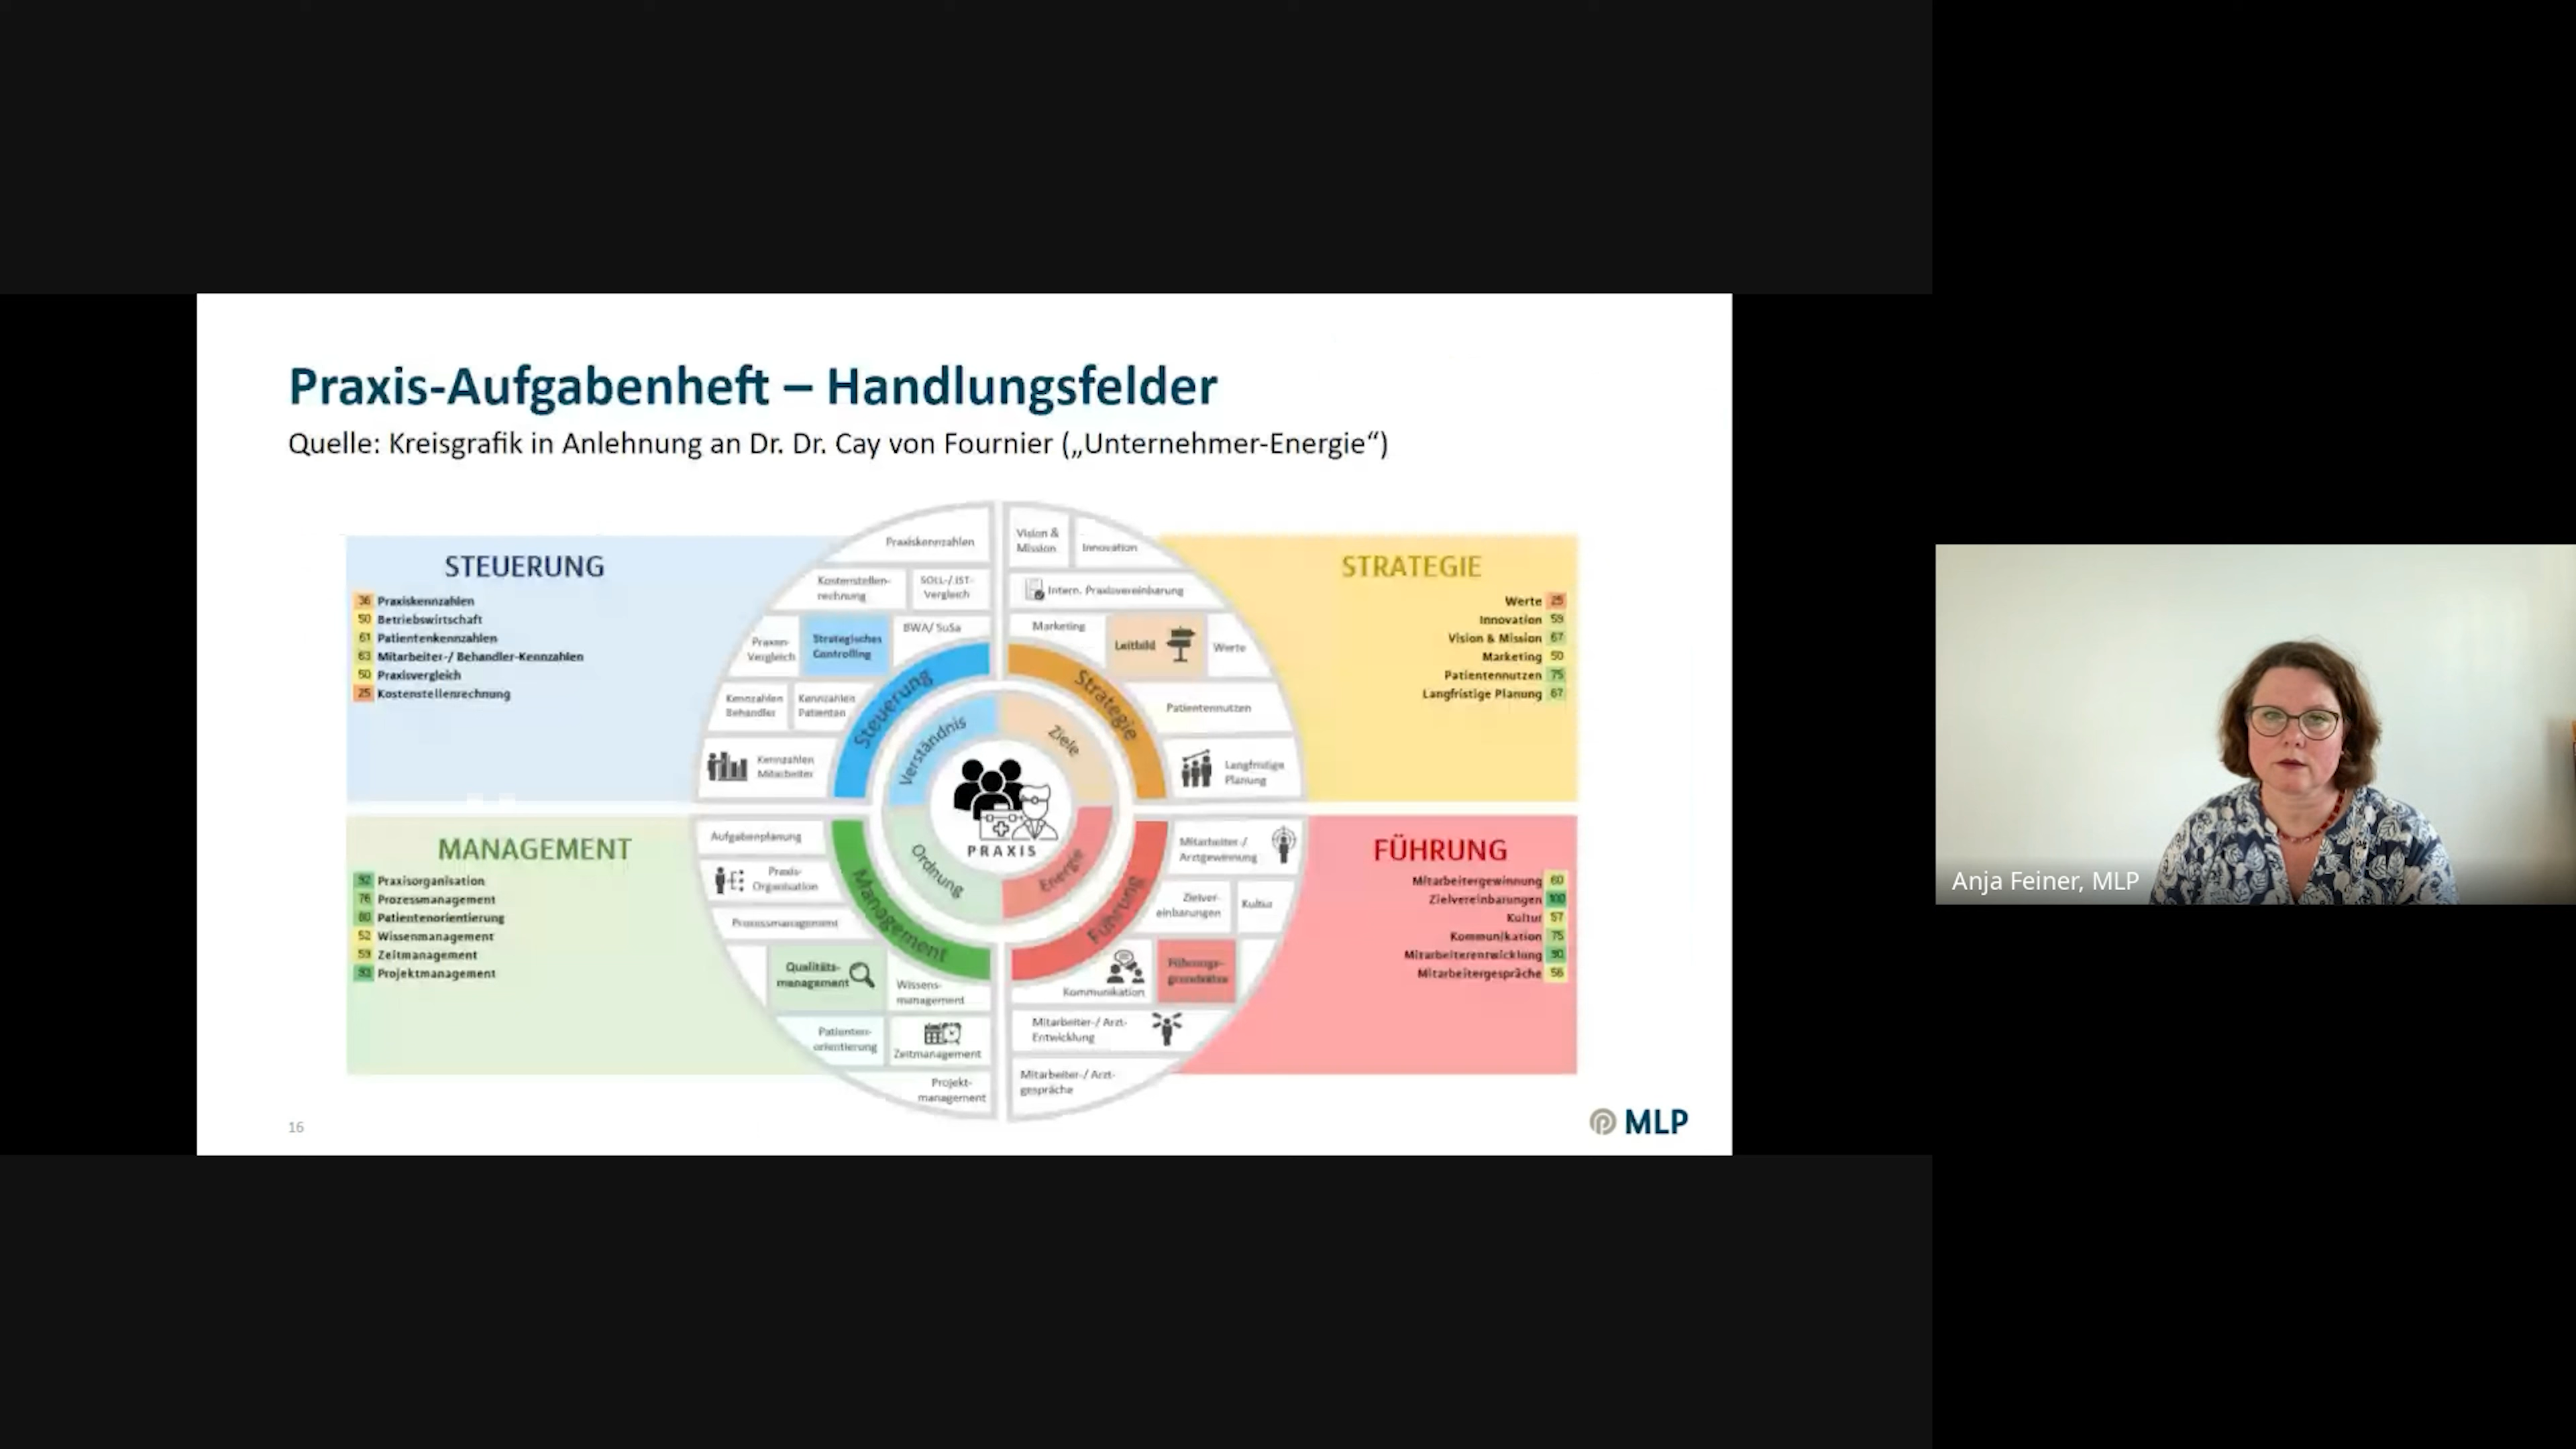 Praxis-Aufgabenheft – Handlungsfelder
Quelle: Kreisgrafik in Anlehnung an Dr. Dr. Cay von Fournier („Unternehmer-Energie“)
STEUERUNG
36 Praxiskennzahlen
50 Betriebswirtschaft
61 Patientenkennzahlen
63 Mitarbeiter-/ Behandler-Kennzahlen
50 Praxisvergleich
25 Kostenstellenrechnung
Praxiskennzahlen
Kostenstellen-
rechnung
SOLL-/ IST-
Vergleich
Praxen-
Vergleich
Strategisches
Controlling
BWA/ SuSa
Kennzahlen
Behandler
Kennzahlen
Patienten
Kennzahlen
Mitarbeiter
Steuerung
Verständnis
Vision &
Mission
Innovation
Intern. Praxisvereinbarung
Marketing
Leitbild
Werte
Patientennutzen
Langfristige
Planung
Strategie
Ziele
STRATEGIE
Werte 25
Innovation 59
Vision & Mission 67
Marketing 50
Patientennutzen 75
Langfristige Planung 67
PRAXIS
MANAGEMENT
92 Praxisorganisation
76 Prozessmanagement
80 Patientenorientierung
52 Wissenmanagement
59 Zeitmanagement
93 Projektmanagement
Aufgabenplanung
Praxis-
Organisation
Prozessmanagement
Qualitäts-
management
Wissens-
management
Patienten-
orientierung
Zeitmanagement
Projekt-
management
Management
Ordnung
Energie
Führung
Mitarbeiter-/
Arztgewinnung
Zielver-
einbarungen
Kultur
Kommunikation
Führungs-
grundsätze
Mitarbeiter-/ Arzt-
Entwicklung
Mitarbeiter-/ Arzt-
gespräche
FÜHRUNG
Mitarbeitergewinnung 60
Zielvereinbarungen 100
Kultur 57
Kommunikation 75
Mitarbeiterentwicklung 90
Mitarbeitergespräche 56
16
MLP
Anja Feiner, MLP